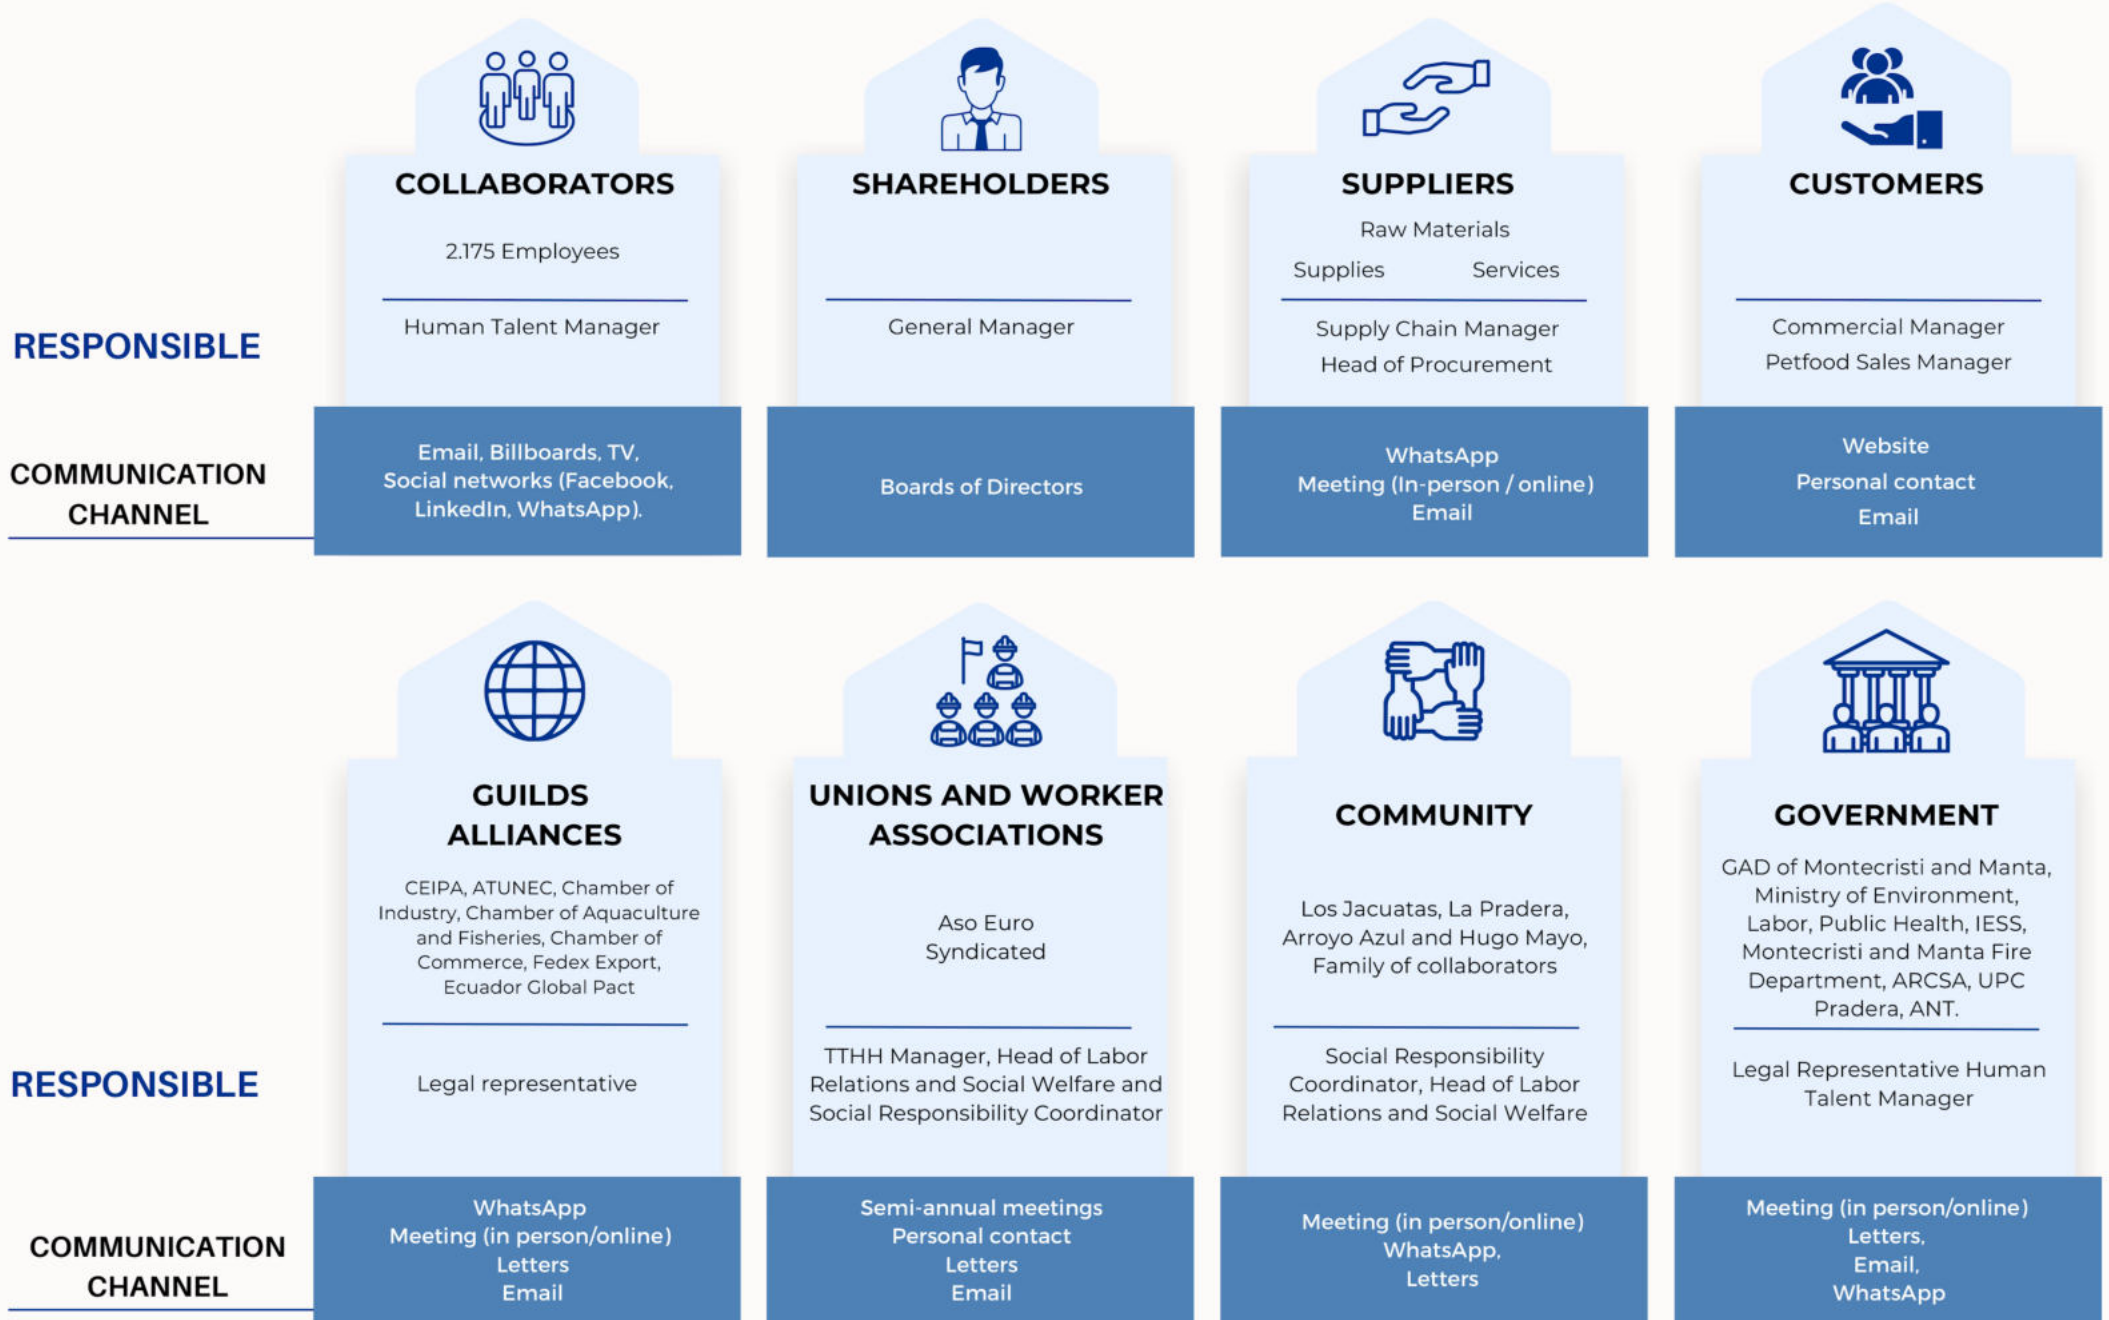 COLLABORATORS
2.175 Employees
Human Talent Manager
Email, Billboards, TV,
Social networks (Facebook,
LinkedIn, WhatsApp).
SHAREHOLDERS
General Manager
Boards of Directors
SUPPLIERS
Raw Materials
Supplies Services
Supply Chain Manager
Head of Procurement
WhatsApp
Meeting (In-person / online)
Email
CUSTOMERS
Commercial Manager
Petfood Sales Manager
Website
Personal contact
Email
RESPONSIBLE
COMMUNICATION
CHANNEL
GUILDS
ALLIANCES
CEIPA, ATUNEC, Chamber of
Industry, Chamber of Aquaculture
and Fisheries, Chamber of
Commerce, Fedex Export,
Ecuador Global Pact
Legal representative
WhatsApp
Meeting (in person/online)
Letters
Email
UNIONS AND WORKER
ASSOCIATIONS
Aso Euro
Syndicated
TTHH Manager, Head of Labor
Relations and Social Welfare and
Social Responsibility Coordinator
Semi-annual meetings
Personal contact
Letters
Email
COMMUNITY
Los Jacuatas, La Pradera,
Arroyo Azul and Hugo Mayo,
Family of collaborators
Social Responsibility
Coordinator, Head of Labor
Relations and Social Welfare
Meeting (in person/online)
WhatsApp,
Letters
GOVERNMENT
GAD of Montecristi and Manta,
Ministry of Environment,
Labor, Public Health, IESS,
Montecristi and Manta Fire
Department, ARCSA, UPC
Pradera, ANT.
Legal Representative Human
Talent Manager
Meeting (in person/online)
Letters,
Email,
WhatsApp
RESPONSIBLE
COMMUNICATION
CHANNEL